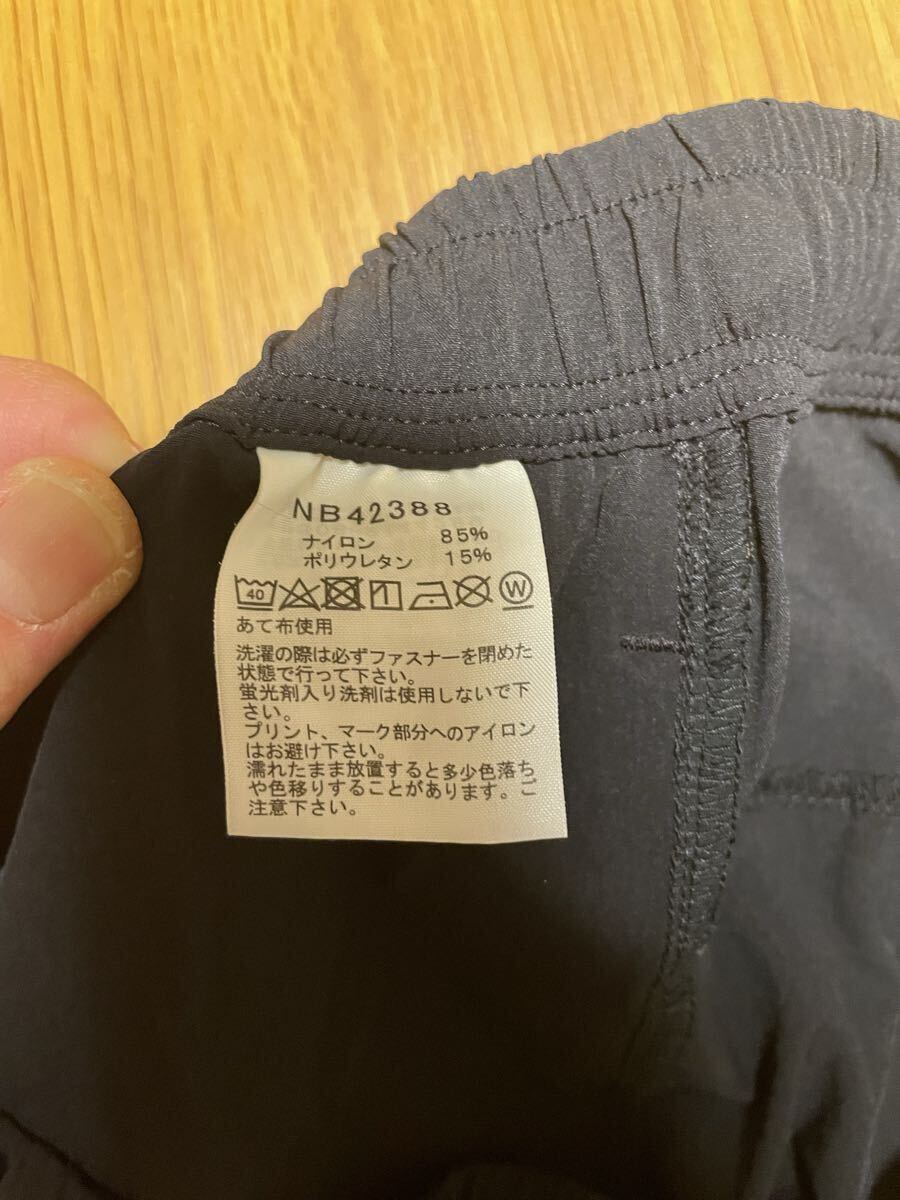 NB42388
ナイロン 85%
ポリウレタン 15%
40 W
あて布使用
洗濯の際は必ずファスナーを閉めた
状態で行って下さい。
蛍光剤入り洗剤は使用しないで下
さい。
プリント、マーク部分へのアイロン
はお避け下さい。
濡れたまま放置すると多少色落ち
や色移りすることがあります。ご
注意下さい。